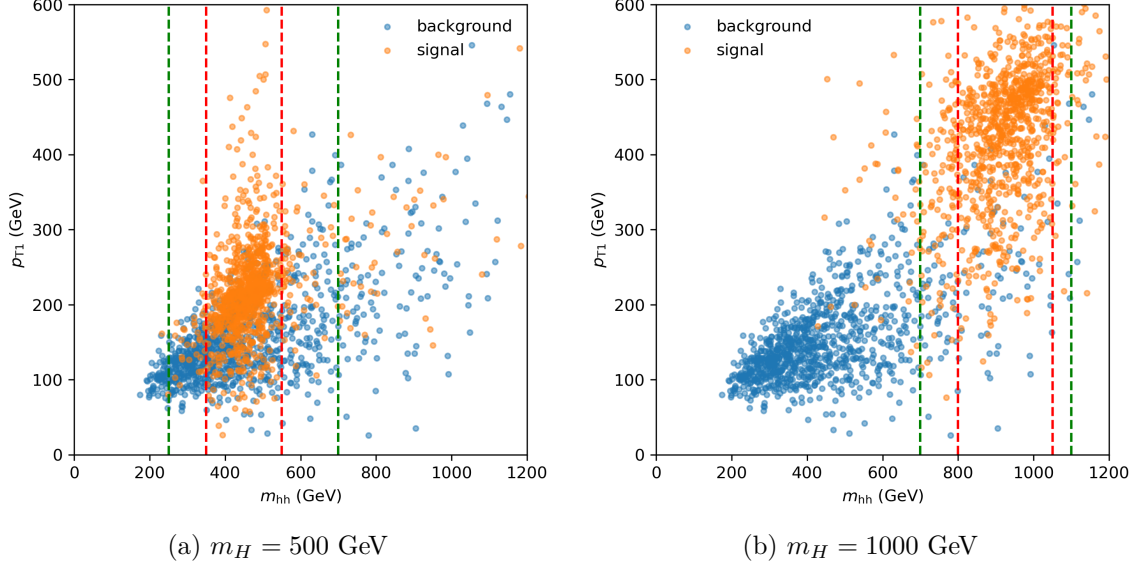 600
500
400
300
200
100
0
p_T1 (GeV)
background
signal
0 200 400 600 800 1000 1200
m_hh (GeV)
(a) m_H = 500 GeV
600
500
400
300
200
100
0
p_T1 (GeV)
background
signal
0 200 400 600 800 1000 1200
m_hh (GeV)
(b) m_H = 1000 GeV